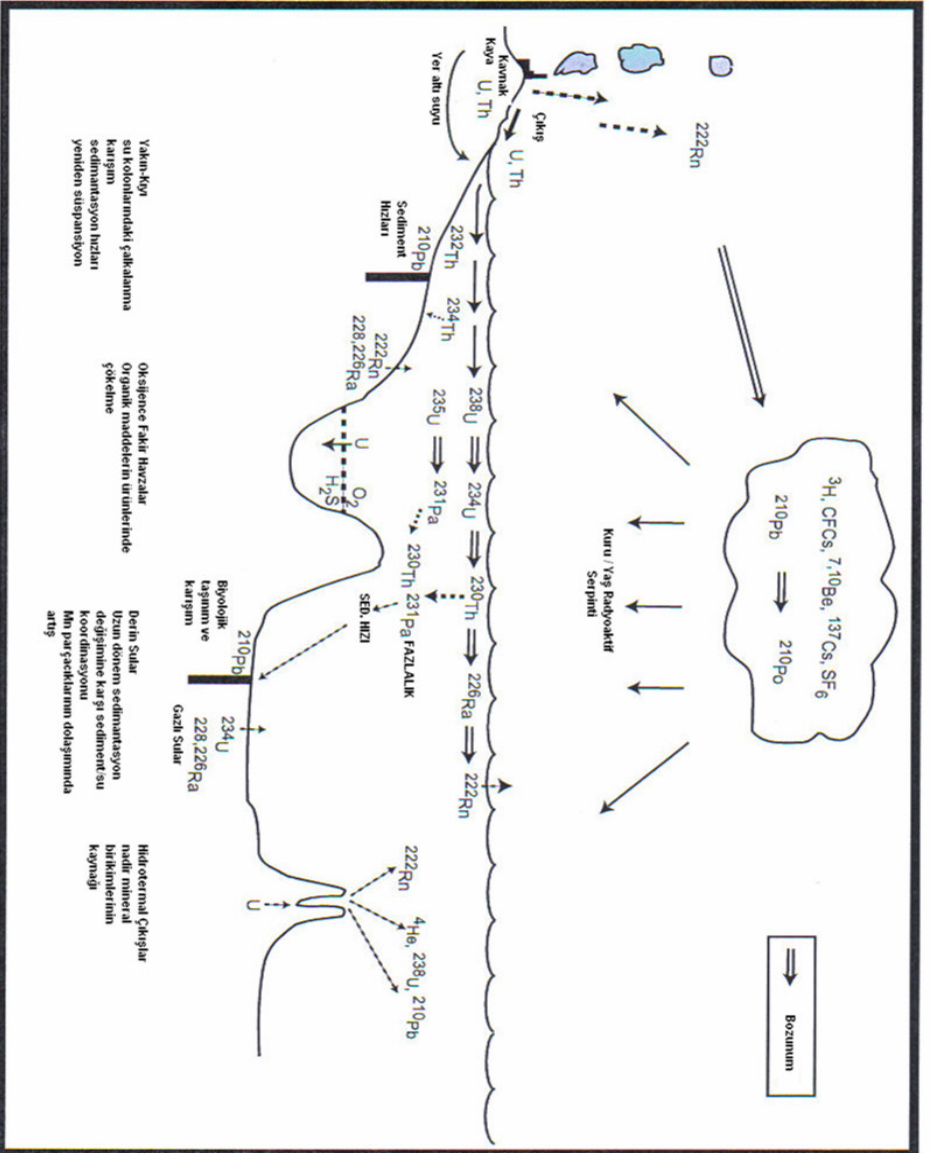 222Rn
3H, CFCs, 7,10Be, 137Cs, SF6
210Pb
210Po
Bozunum
Kuru / Yaş Radyoaktif
Serpinti
Kaynak
Kaya
U, Th
Çıkış
U, Th
Yer altı suyu
232Th
238U
234U
230Th
226Ra
222Rn
234Th
235U
231Pa
230Th
231Pa
FAZLALIK
SED. HIZI
Sediment
Hızları
210Pb
222Rn
228,226Ra
U
O2
H2S
Biyolojik
taşınım ve
karışım
210Pb
234U
228,226Ra
Gazlı Sular
222Rn
4He, 238U, 210Pb
U
Yakın-Kıyı
su kolonlarındaki çalkalanma
karışım
sedimantasyon hızları
yeniden süspansiyon
Oksijence Fakir Havzalar
Organik maddelerin ürünlerinde
çökelme
Derin Sular
Uzun dönem sedimantasyon
değişimine karşı sediment/su
koordinasyonu
Mn parçacıklarının dolaşımında
artış
Hidrotermal Çıkışlar
nadir mineral
birikimlerinin
kaynağı